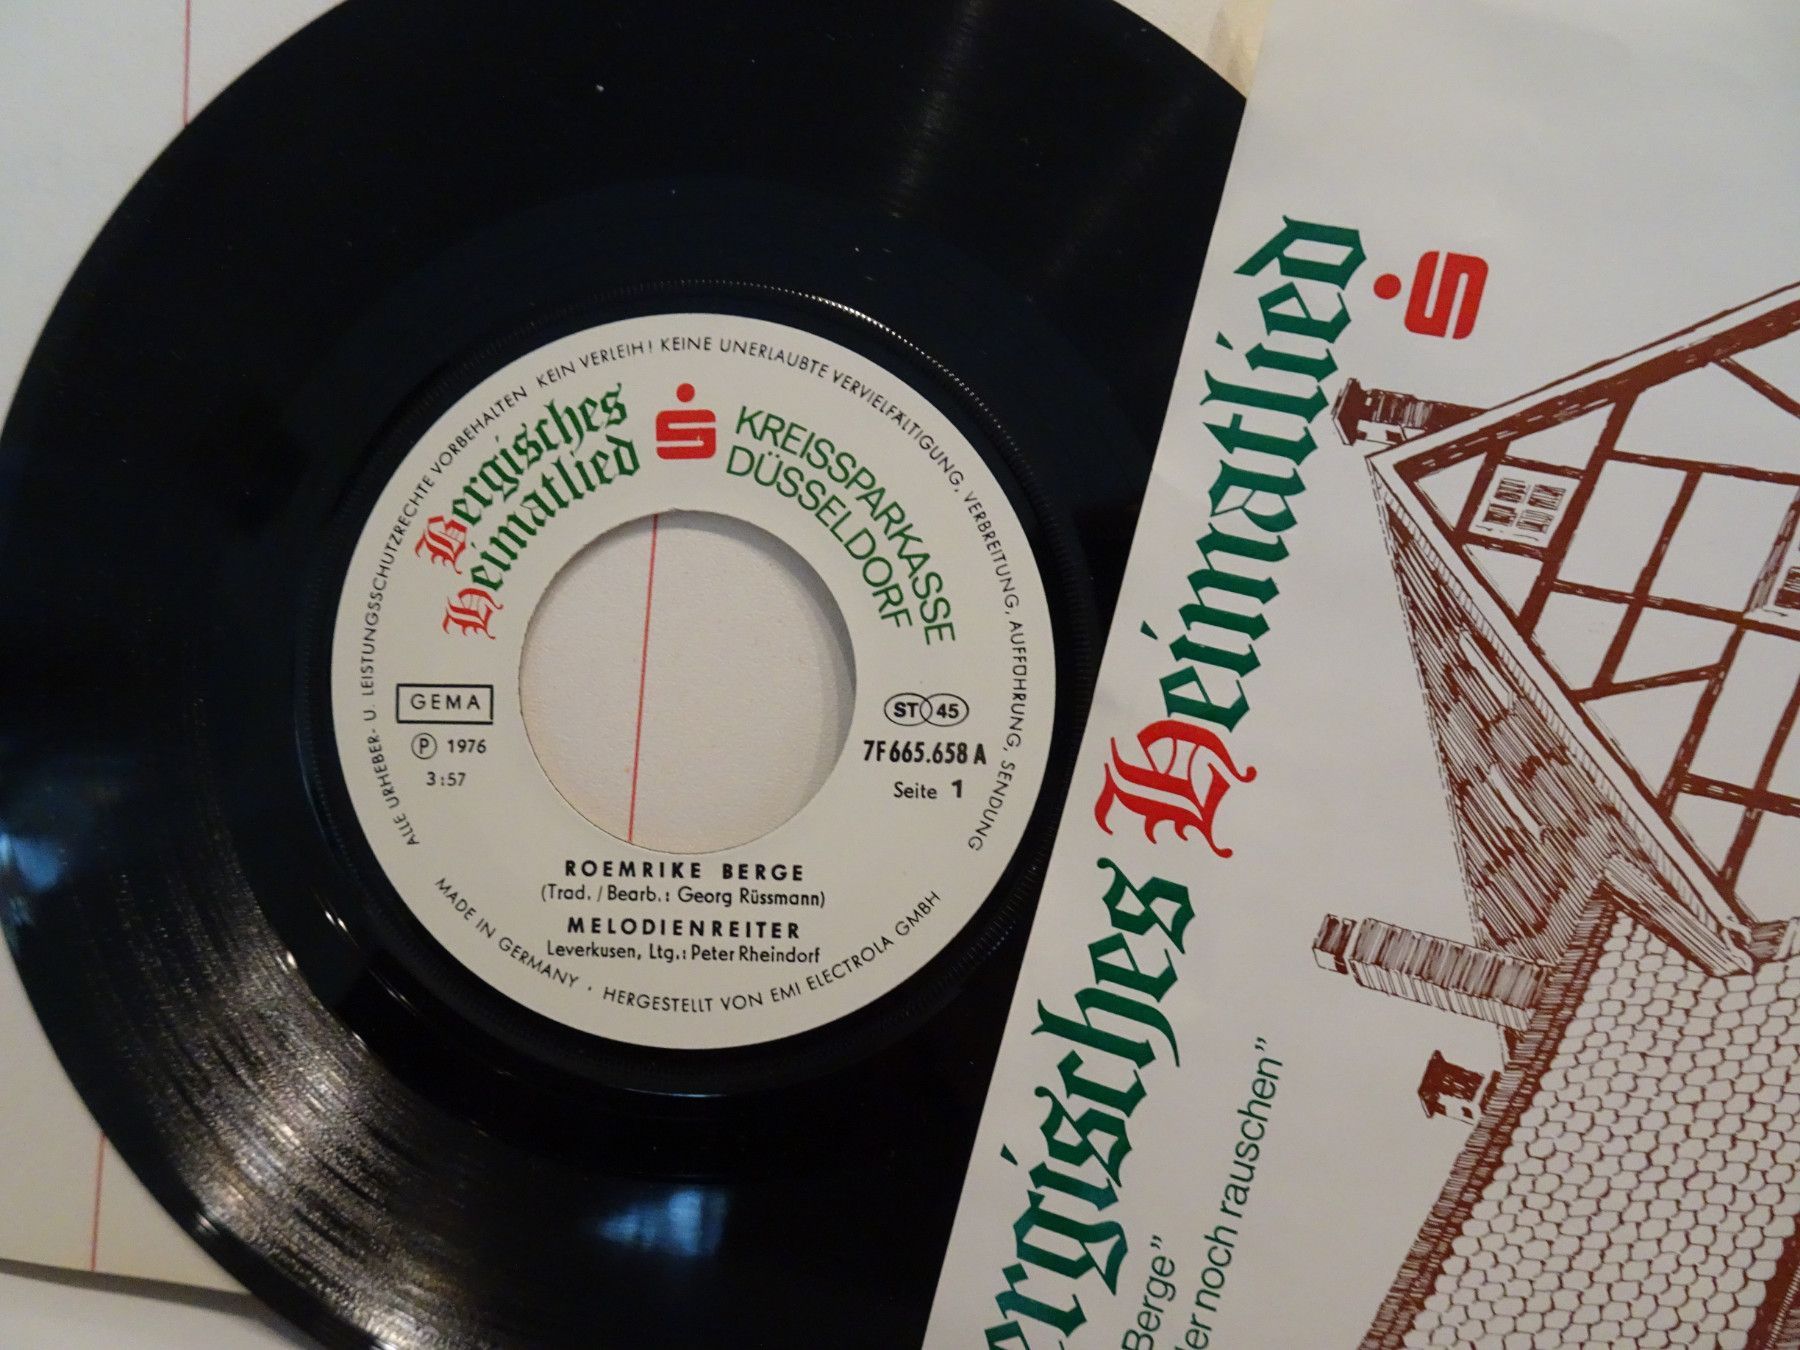 ALLE URHEBER- U. LEISTUNGSSCHUTZRECHTE VORBEHALTEN KEIN VERLEIH! KEINE UNERLAUBTE VERVIELFÄLTIGUNG, VERBREITUNG, AUFFÜHRUNG, SENDUNG
Bergisches
Heimatlied
KREISSPARKASSE
DÜSSELDORF
GEMA
P 1976
3:57
ST 45
7F 665.658 A
Seite 1
ROEMRIKE BERGE
(Trad. / Bearb.: Georg Rüssmann)
MELODIENREITER
Leverkusen, Ltg.: Peter Rheindorf
MADE IN GERMANY · HERGESTELLT VON EMI ELECTROLA GMBH
ergisches Heimatlied
Berge”
er noch rauschen”